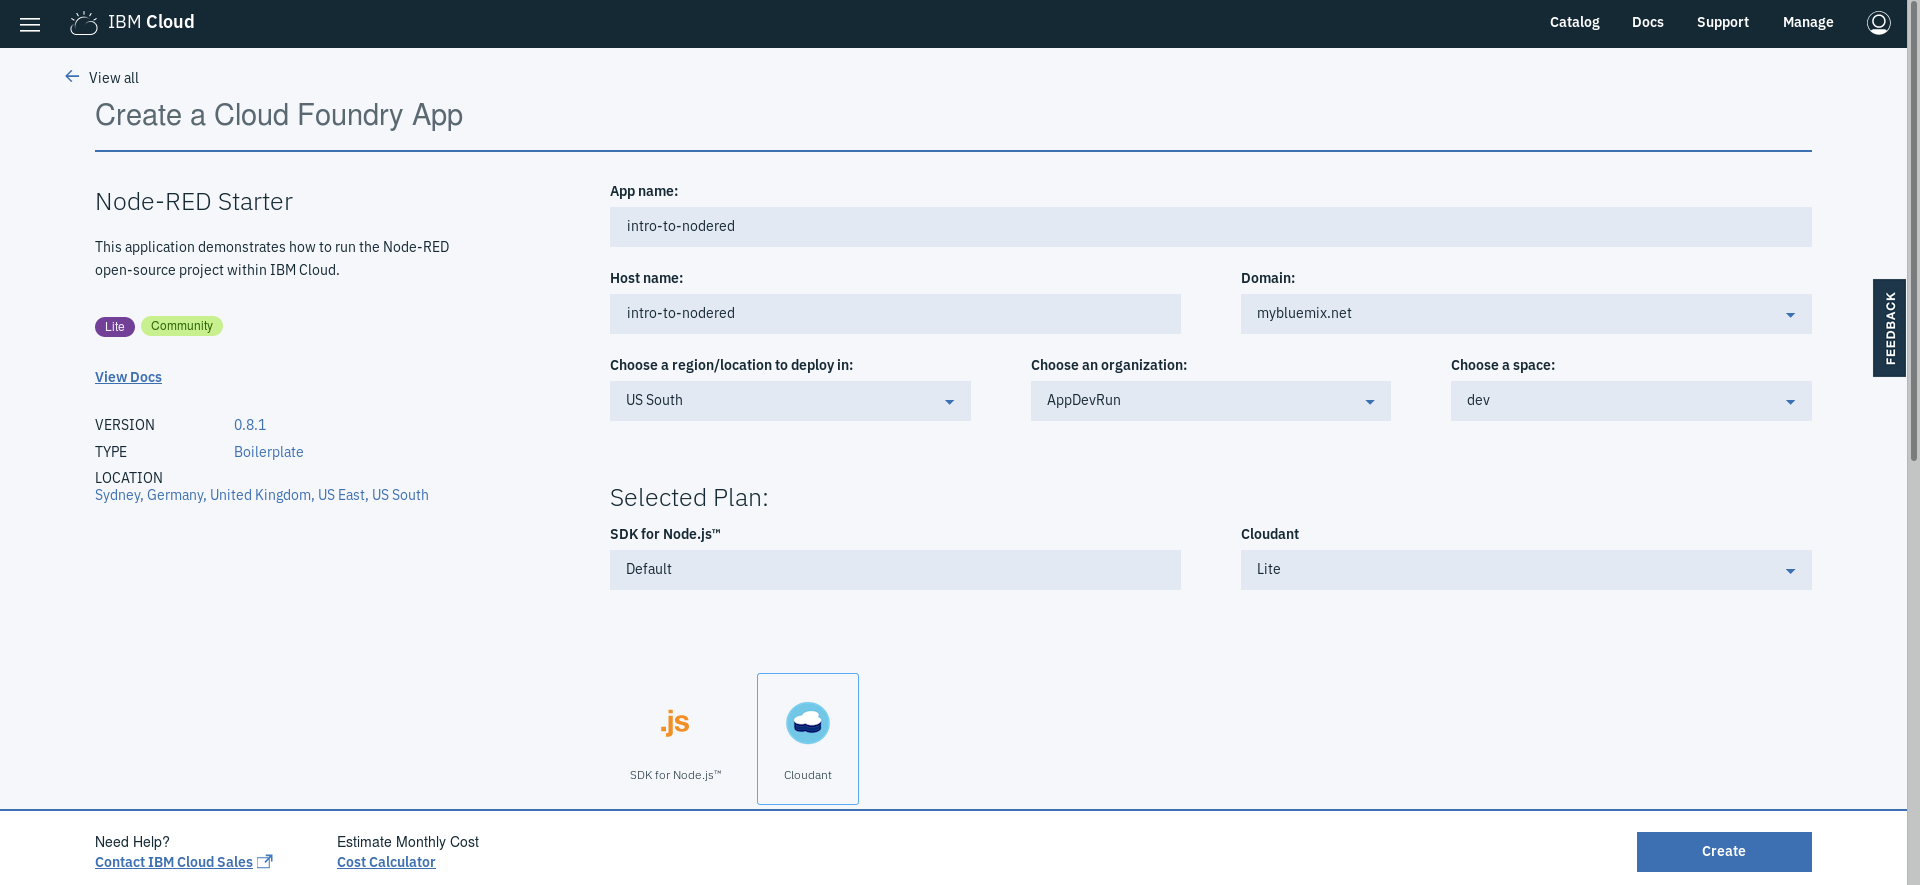 IBM Cloud
Catalog Docs Support Manage
View all
Create a Cloud Foundry App
Node-RED Starter
This application demonstrates how to run the Node-RED
open-source project within IBM Cloud.
Lite Community
View Docs
VERSION 0.8.1
TYPE Boilerplate
LOCATION
Sydney, Germany, United Kingdom, US East, US South
App name:
intro-to-nodered
Host name:
intro-to-nodered
Domain:
mybluemix.net
Choose a region/location to deploy in:
US South
Choose an organization:
AppDevRun
Choose a space:
dev
Selected Plan:
SDK for Node.js™
Default
Cloudant
Lite
.js
SDK for Node.js™
Cloudant
FEEDBACK
Need Help?
Contact IBM Cloud Sales
Estimate Monthly Cost
Cost Calculator
Create